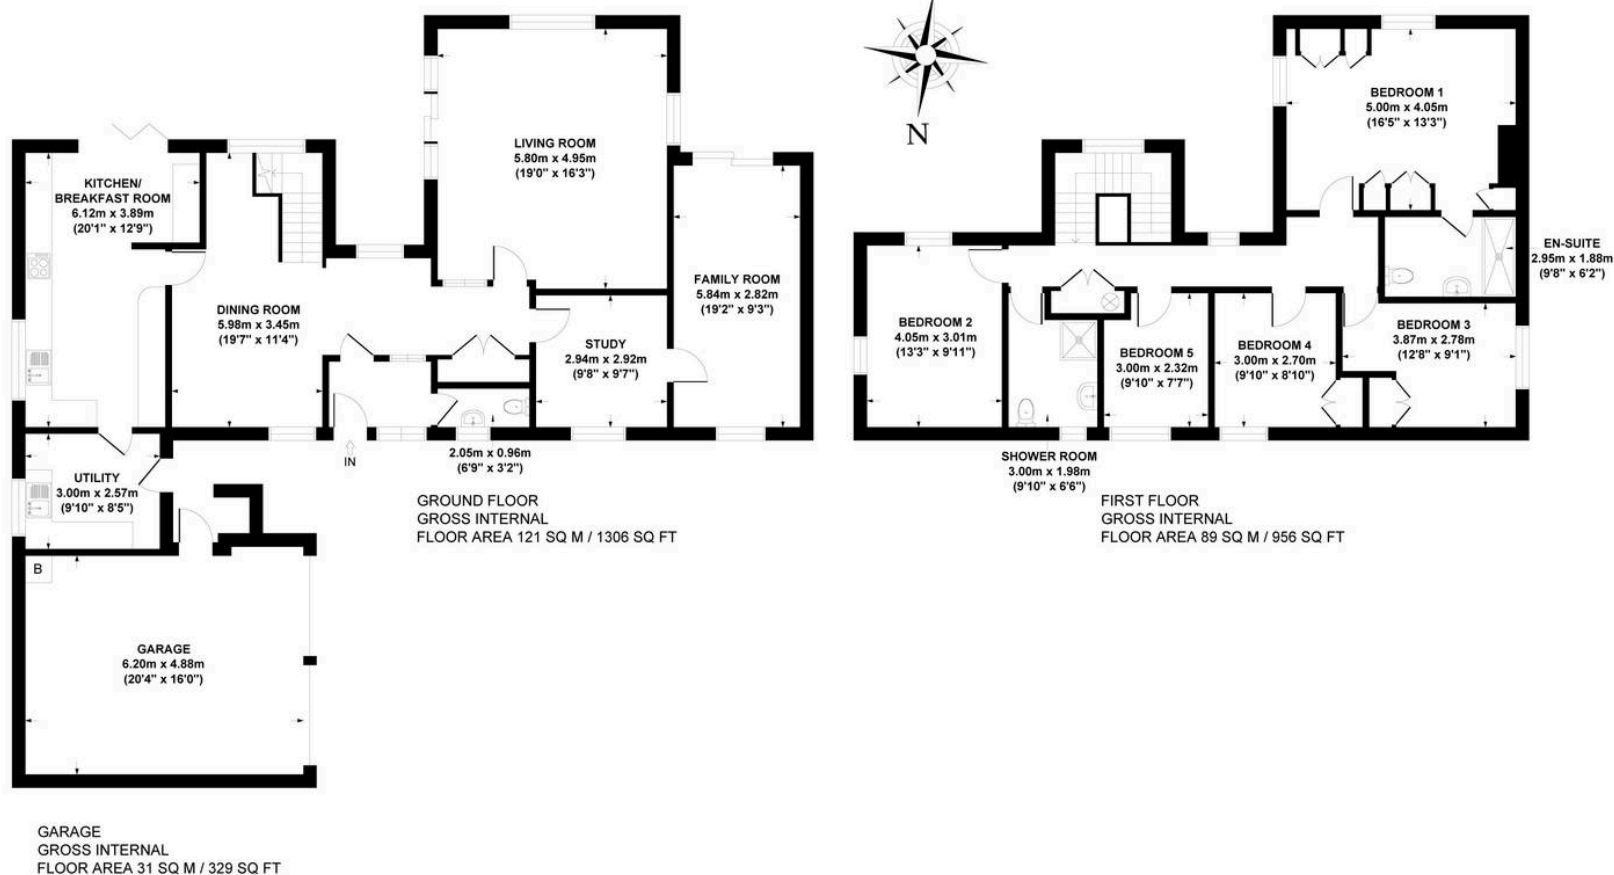 LIVING ROOM
5.80m x 4.95m
(19'0" x 16'3")
KITCHEN/
BREAKFAST ROOM
6.12m x 3.89m
(20'1" x 12'9")
FAMILY ROOM
5.84m x 2.82m
(19'2" x 9'3")
DINING ROOM
5.98m x 3.45m
(19'7" x 11'4")
STUDY
2.94m x 2.92m
(9'8" x 9'7")
IN
2.05m x 0.96m
(6'9" x 3'2")
UTILITY
3.00m x 2.57m
(9'10" x 8'5")
GROUND FLOOR
GROSS INTERNAL
FLOOR AREA 121 SQ M / 1306 SQ FT
B
GARAGE
6.20m x 4.88m
(20'4" x 16'0")
GARAGE
GROSS INTERNAL
FLOOR AREA 31 SQ M / 329 SQ FT
N
BEDROOM 1
5.00m x 4.05m
(16'5" x 13'3")
EN-SUITE
2.95m x 1.88m
(9'8" x 6'2")
BEDROOM 2
4.05m x 3.01m
(13'3" x 9'11")
BEDROOM 5
3.00m x 2.32m
(9'10" x 7'7")
BEDROOM 4
3.00m x 2.70m
(9'10" x 8'10")
BEDROOM 3
3.87m x 2.78m
(12'8" x 9'1")
SHOWER ROOM
3.00m x 1.98m
(9'10" x 6'6")
FIRST FLOOR
GROSS INTERNAL
FLOOR AREA 89 SQ M / 956 SQ FT